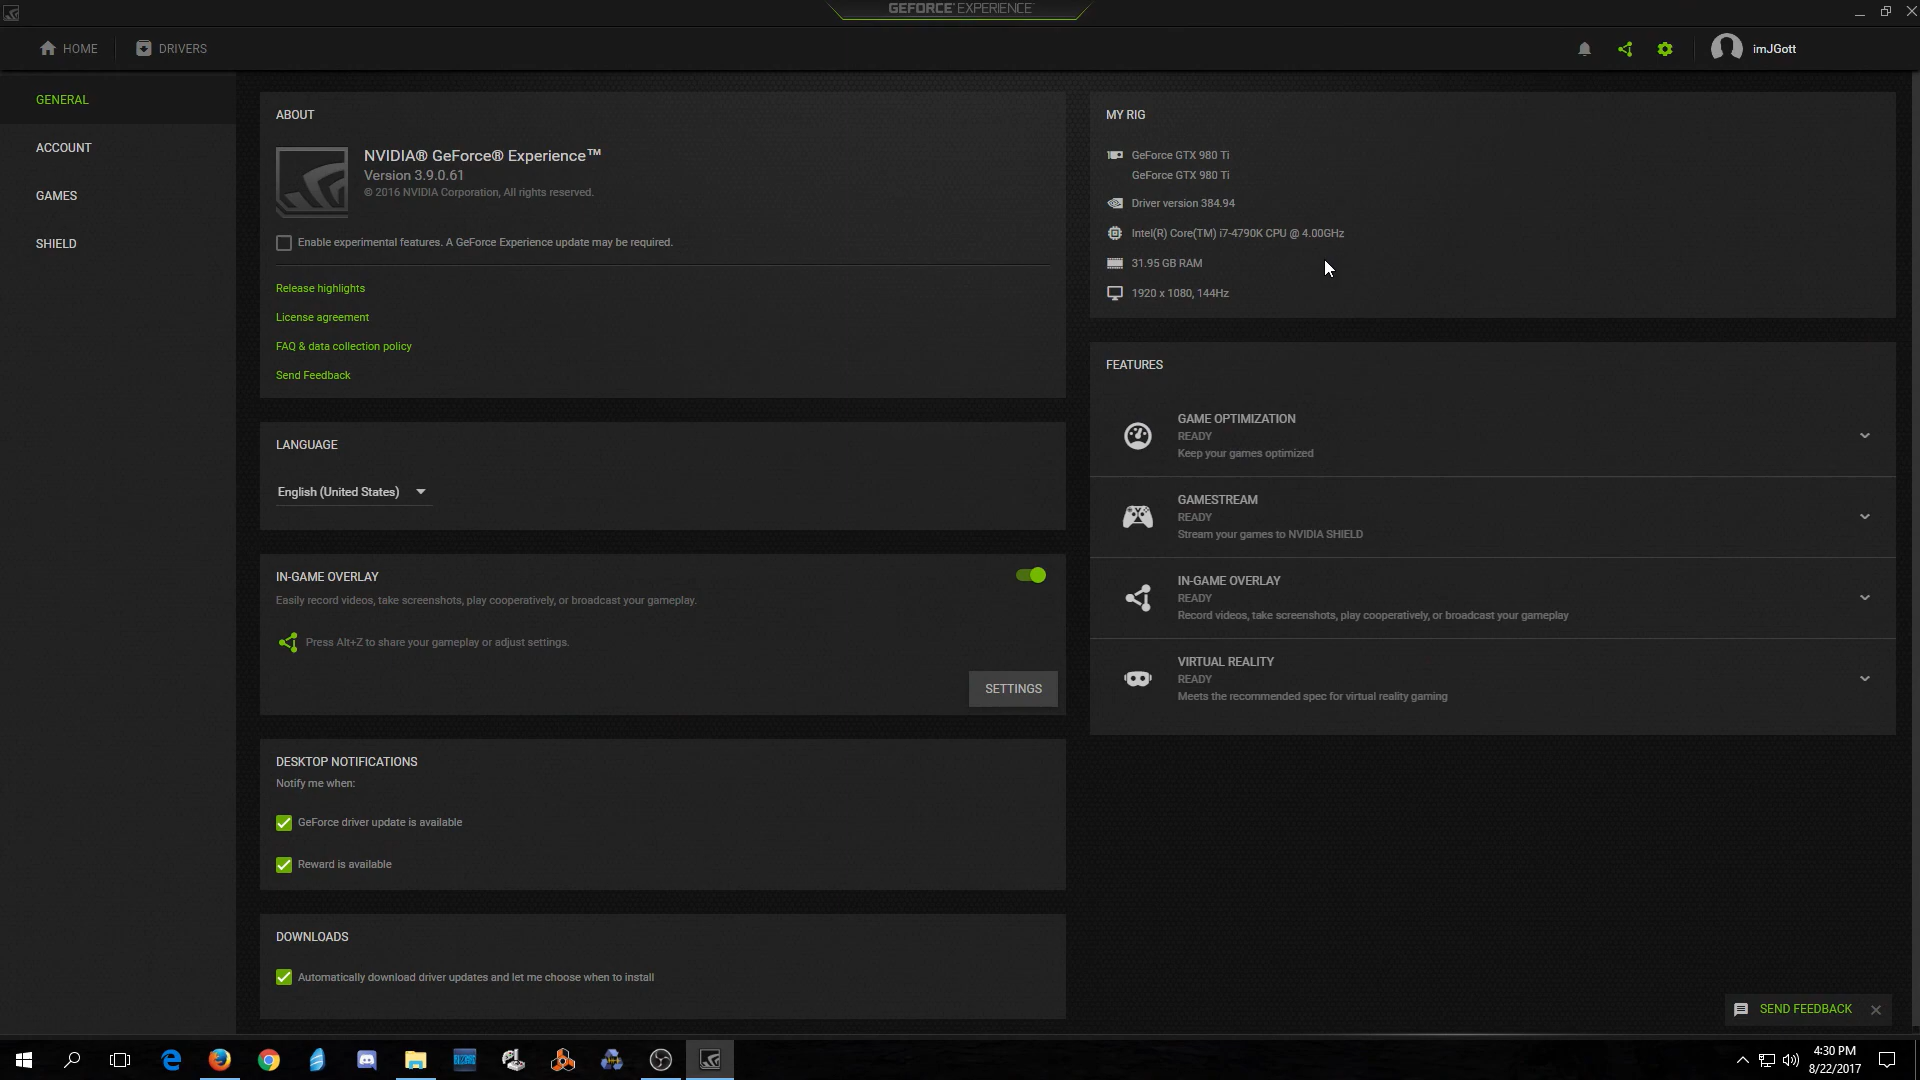 GEFORCE® EXPERIENCE™
HOME
DRIVERS
imJGott
GENERAL
ACCOUNT
GAMES
SHIELD
ABOUT
NVIDIA® GeForce® Experience™
Version 3.9.0.61
© 2016 NVIDIA Corporation, All rights reserved.
Enable experimental features. A GeForce Experience update may be required.
Release highlights
License agreement
FAQ & data collection policy
Send Feedback
LANGUAGE
English (United States)
IN-GAME OVERLAY
Easily record videos, take screenshots, play cooperatively, or broadcast your gameplay.
Press Alt+Z to share your gameplay or adjust settings.
SETTINGS
DESKTOP NOTIFICATIONS
Notify me when:
GeForce driver update is available
Reward is available
DOWNLOADS
Automatically download driver updates and let me choose when to install
MY RIG
GeForce GTX 980 Ti
GeForce GTX 980 Ti
Driver version 384.94
Intel(R) Core(TM) i7-4790K CPU @ 4.00GHz
31.95 GB RAM
1920 x 1080, 144Hz
FEATURES
GAME OPTIMIZATION
READY
Keep your games optimized
GAMESTREAM
READY
Stream your games to NVIDIA SHIELD
IN-GAME OVERLAY
READY
Record videos, take screenshots, play cooperatively, or broadcast your gameplay
VIRTUAL REALITY
READY
Meets the recommended spec for virtual reality gaming
SEND FEEDBACK
4:30 PM
8/22/2017